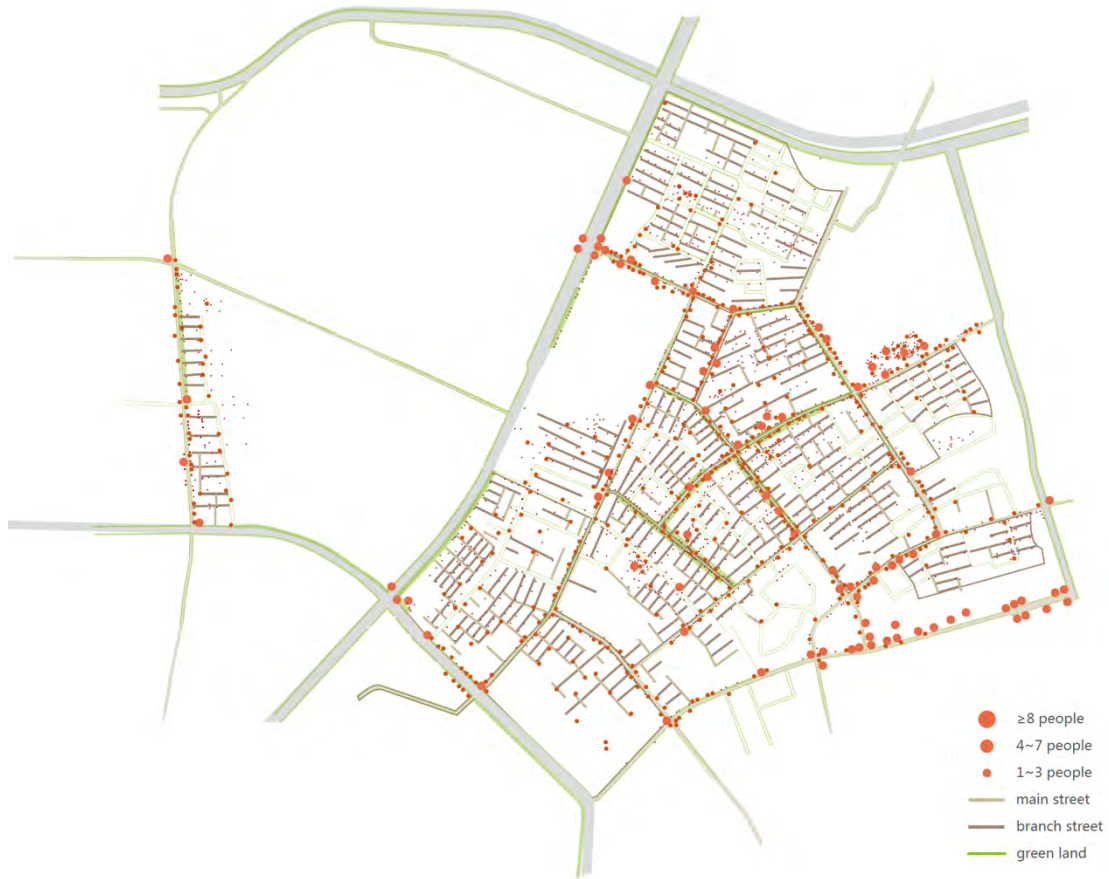 ≥8 people
4~7 people
1~3 people
main street
branch street
green land